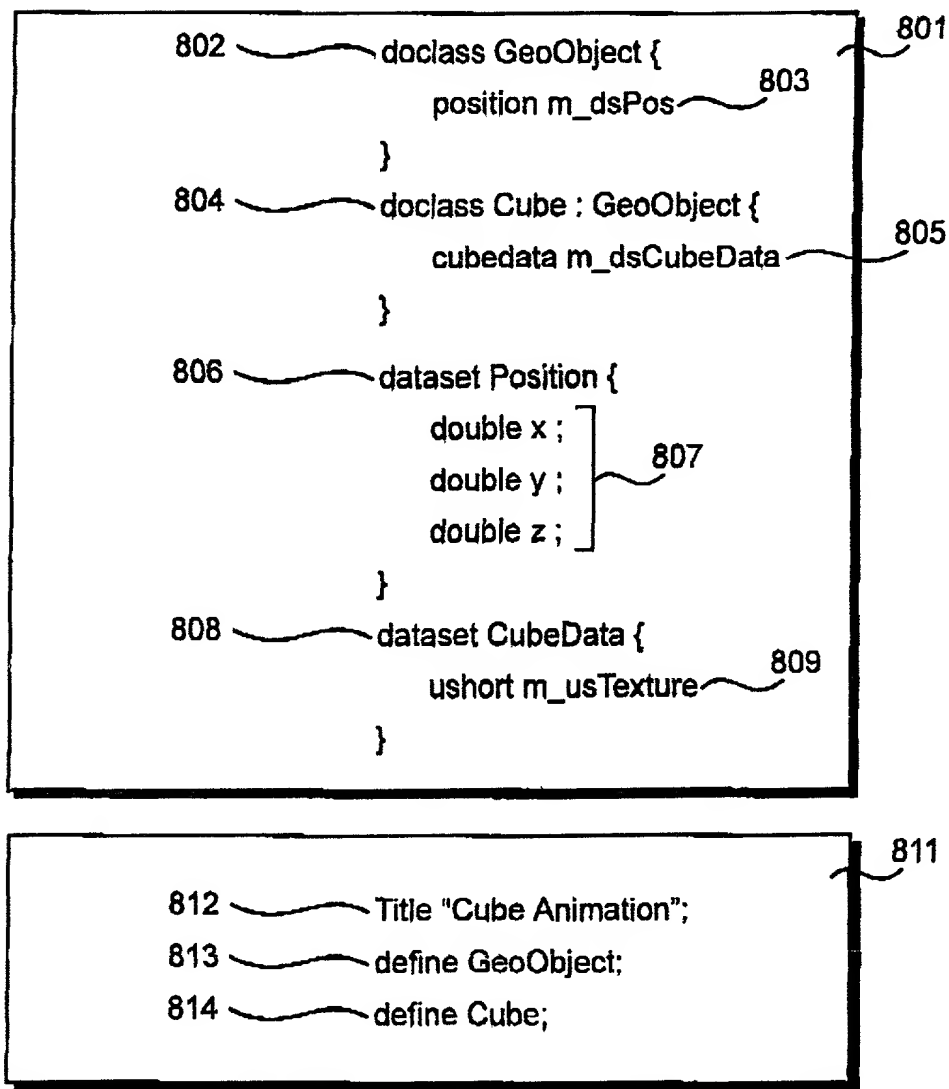 801
802 doclass GeoObject {
803
position m_dsPos
}
804 doclass Cube : GeoObject {
805
cubedata m_dsCubeData
}
806 dataset Position {
double x ;
807
double y ;
double z ;
}
808 dataset CubeData {
809
ushort m_usTexture
}
811
812 Title "Cube Animation";
813 define GeoObject;
814 define Cube;